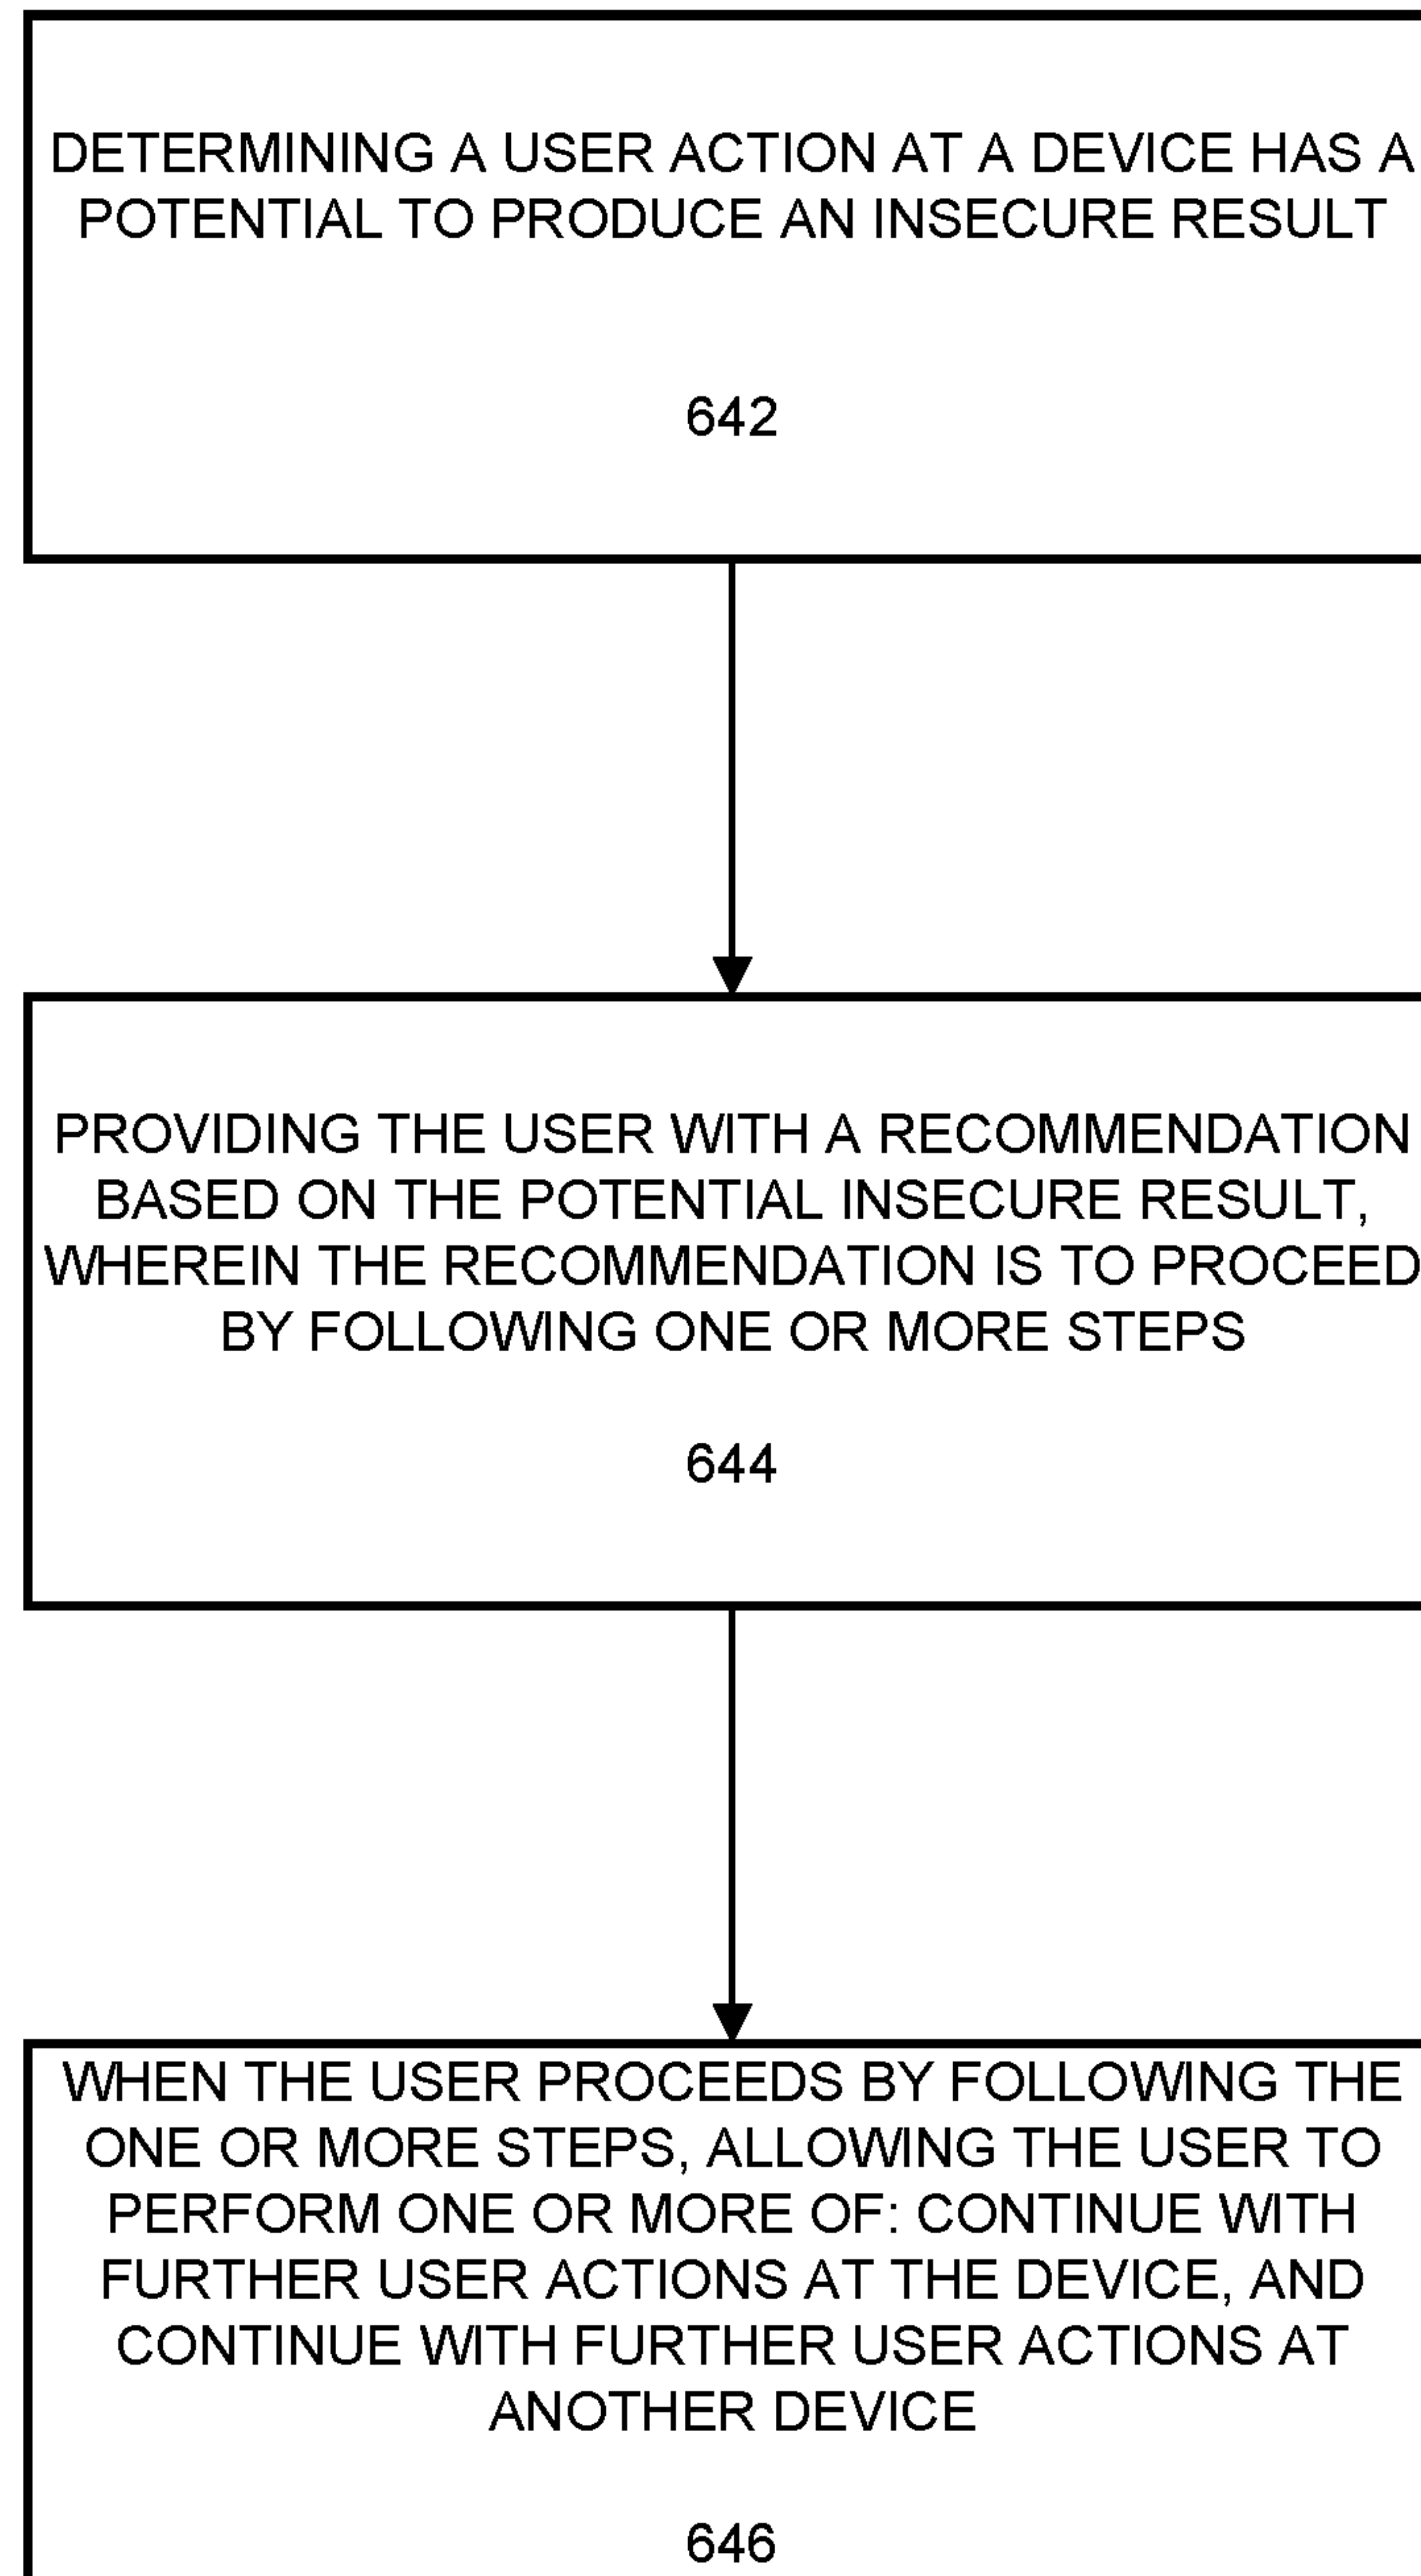 DETERMINING A USER ACTION AT A DEVICE HAS A
POTENTIAL TO PRODUCE AN INSECURE RESULT
642
PROVIDING THE USER WITH A RECOMMENDATION
BASED ON THE POTENTIAL INSECURE RESULT,
WHEREIN THE RECOMMENDATION IS TO PROCEED
BY FOLLOWING ONE OR MORE STEPS
644
WHEN THE USER PROCEEDS BY FOLLOWING THE
ONE OR MORE STEPS, ALLOWING THE USER TO
PERFORM ONE OR MORE OF: CONTINUE WITH
FURTHER USER ACTIONS AT THE DEVICE, AND
CONTINUE WITH FURTHER USER ACTIONS AT
ANOTHER DEVICE
646